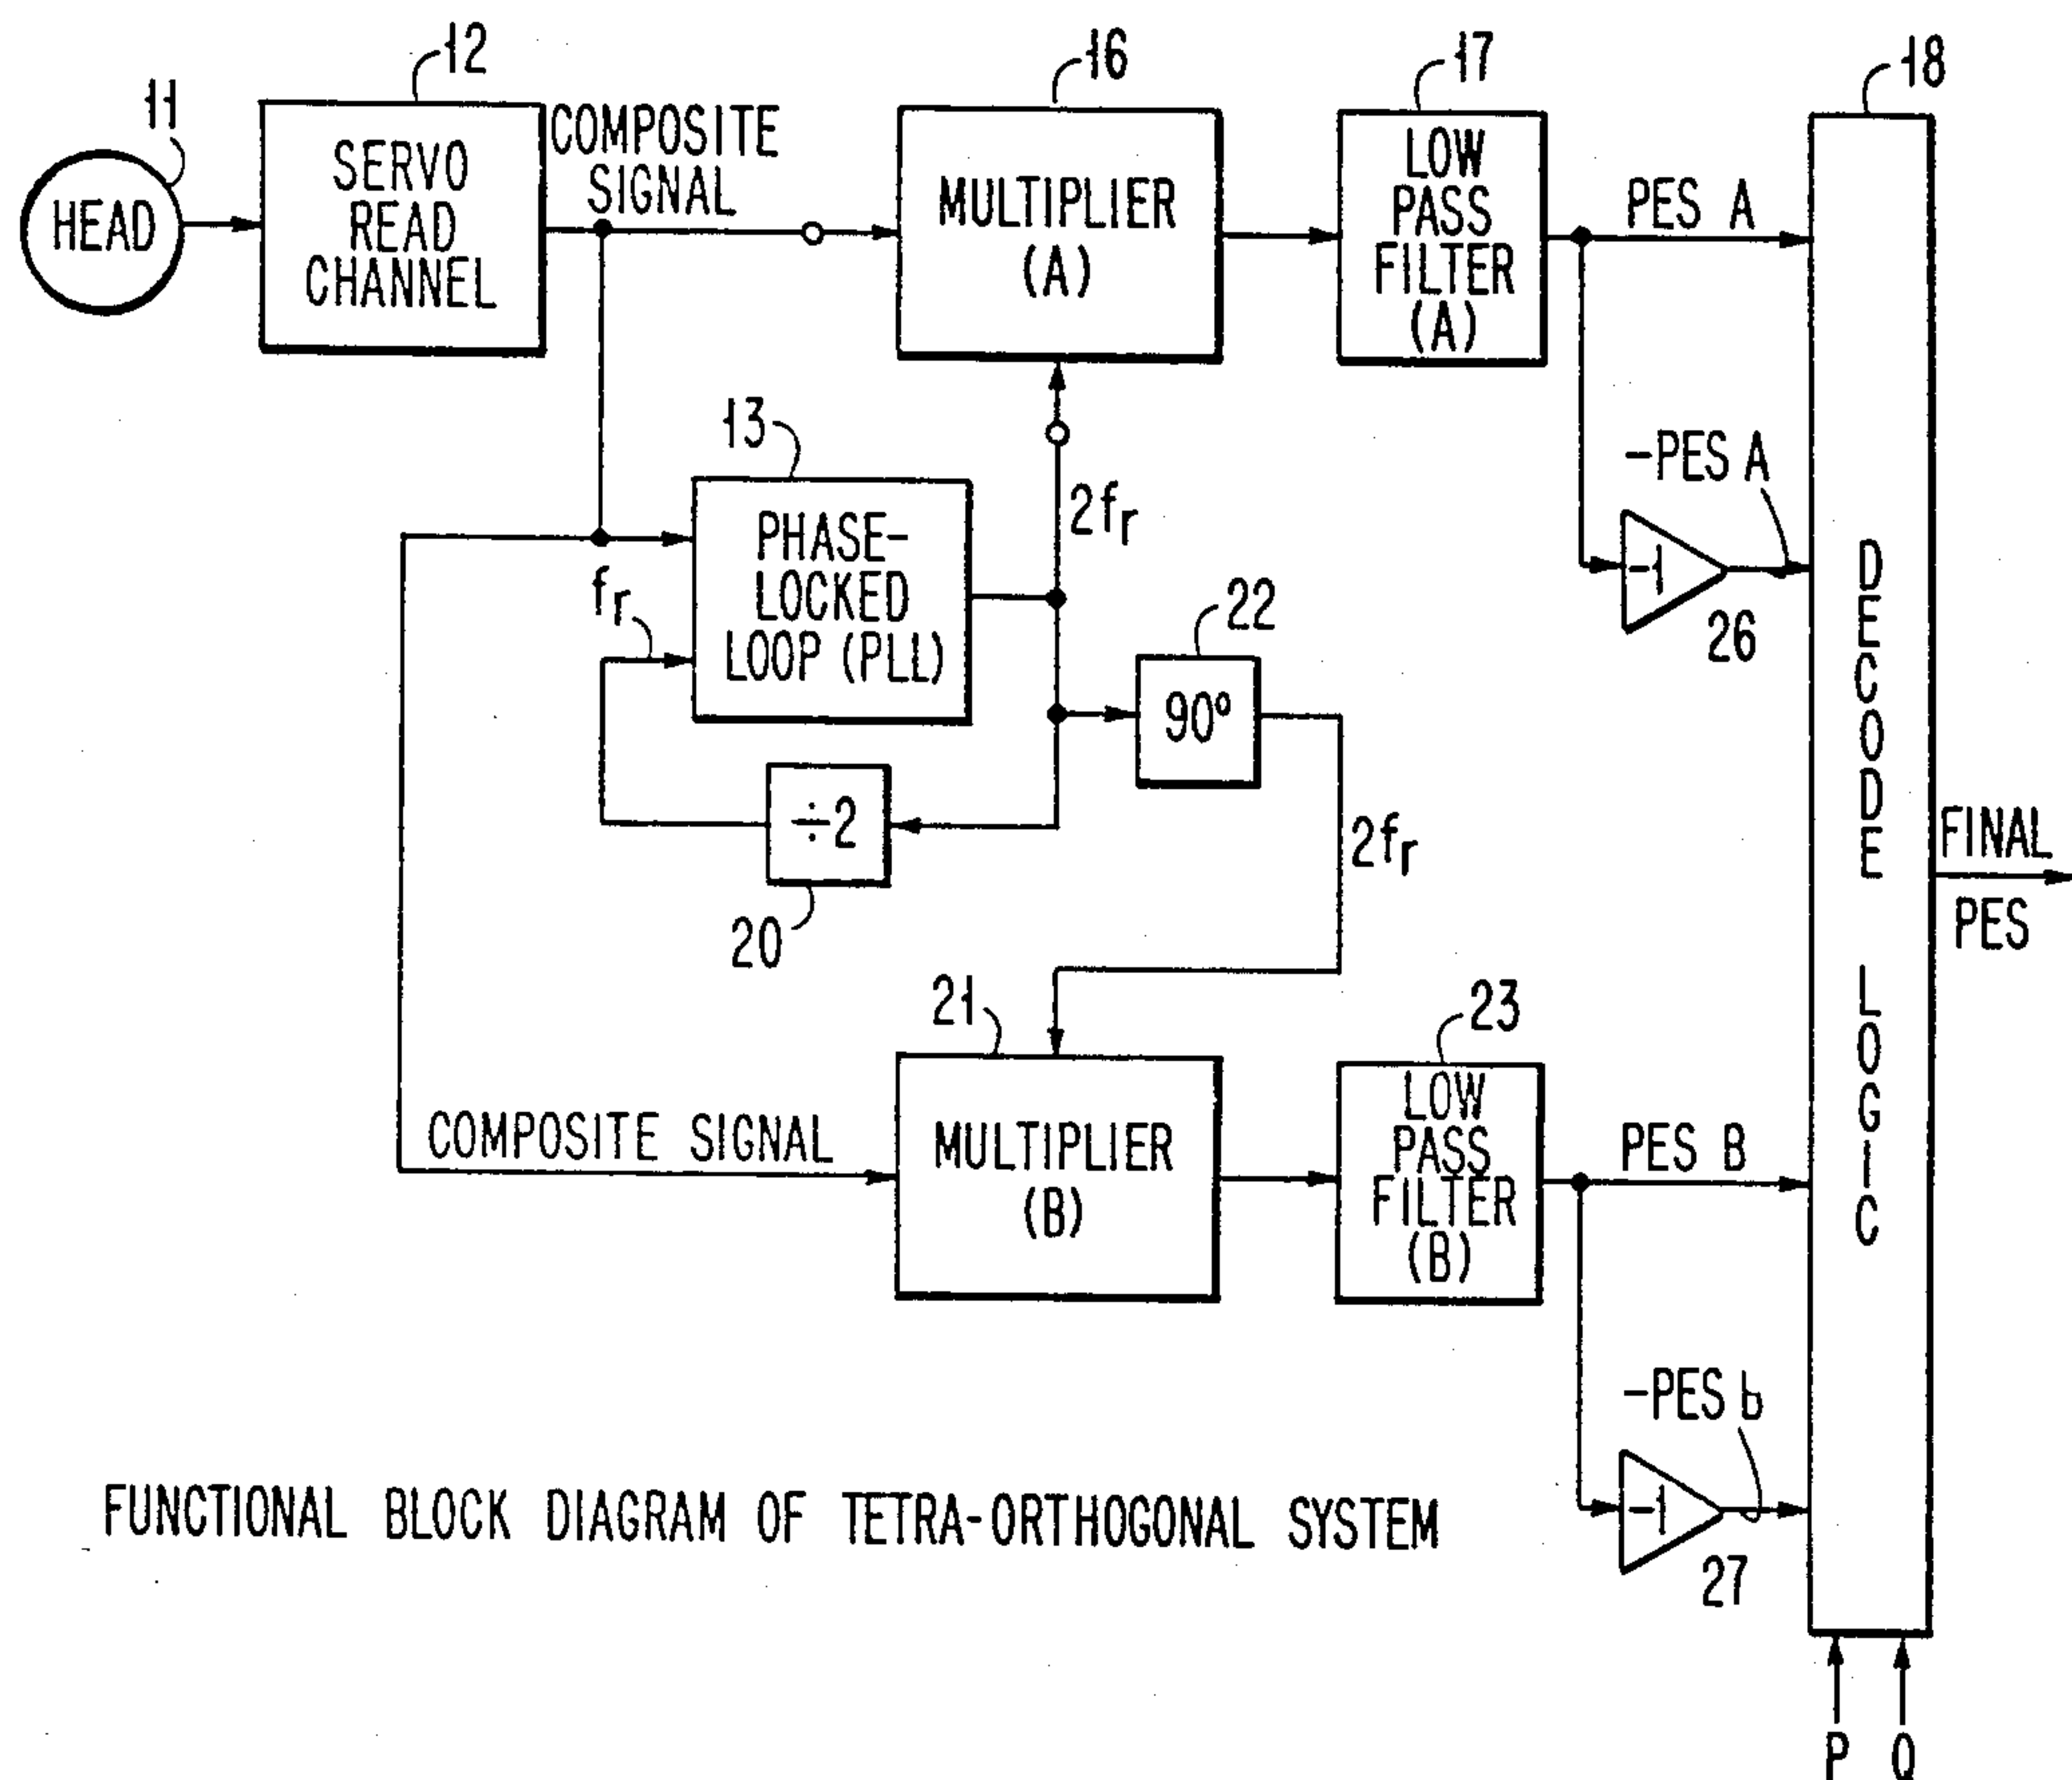 11
HEAD
12
SERVO
READ
CHANNEL
COMPOSITE
SIGNAL
16
MULTIPLIER
(A)
17
LOW
PASS
FILTER
(A)
PES A
18
DECODE LOGIC
-PES A
-1
26
13
PHASE-
LOCKED
LOOP (PLL)
fr
2fr
22
90°
÷2
20
2fr
FINAL
PES
21
COMPOSITE SIGNAL
MULTIPLIER
(B)
23
LOW
PASS
FILTER
(B)
PES B
-PES b
-1
27
P Q
FUNCTIONAL BLOCK DIAGRAM OF TETRA-ORTHOGONAL SYSTEM